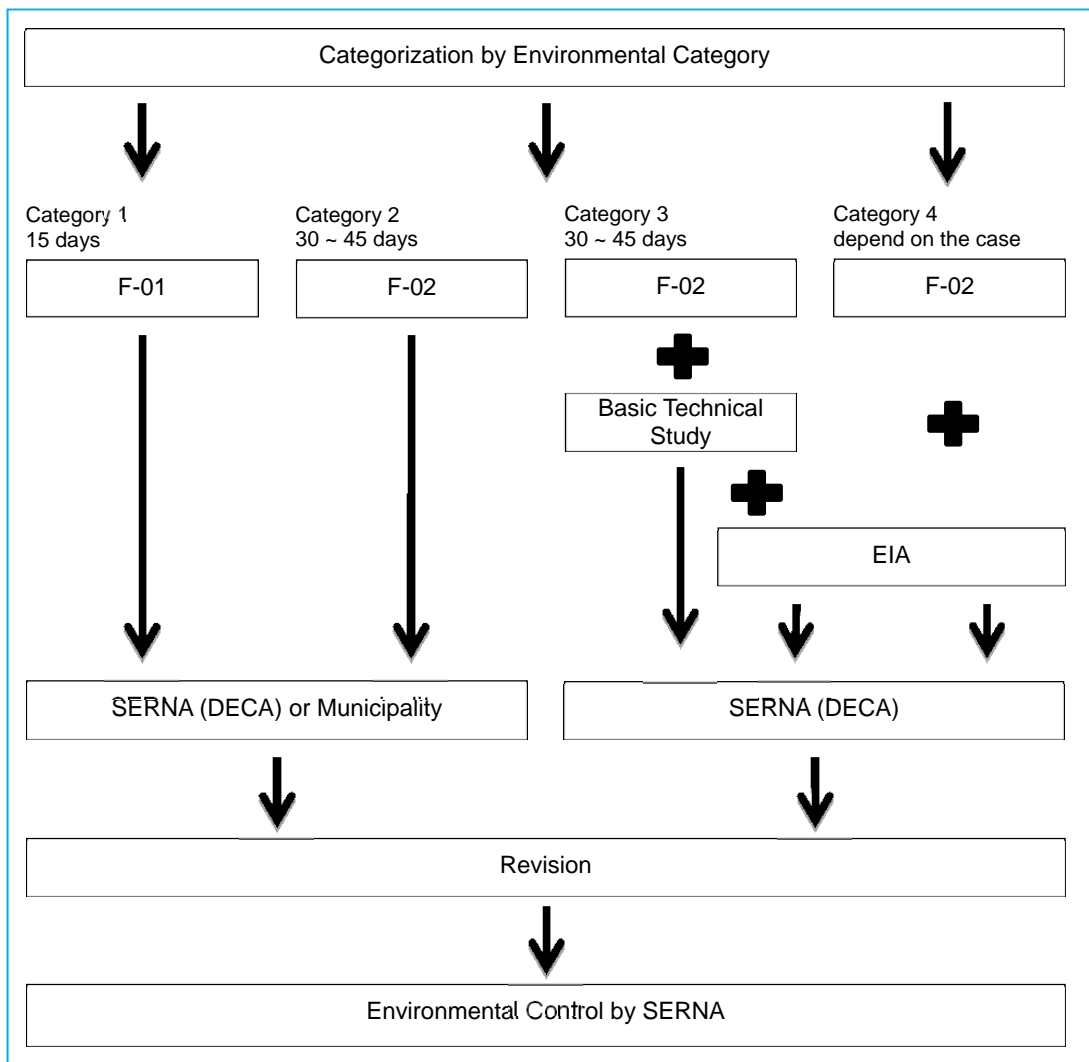 Categorization by Environmental Category
Category 1
15 days
Category 2
30 ~ 45 days
Category 3
30 ~ 45 days
Category 4
depend on the case
F-01
F-02
F-02
F-02
Basic Technical
Study
EIA
SERNA (DECA) or Municipality
SERNA (DECA)
Revision
Environmental Control by SERNA